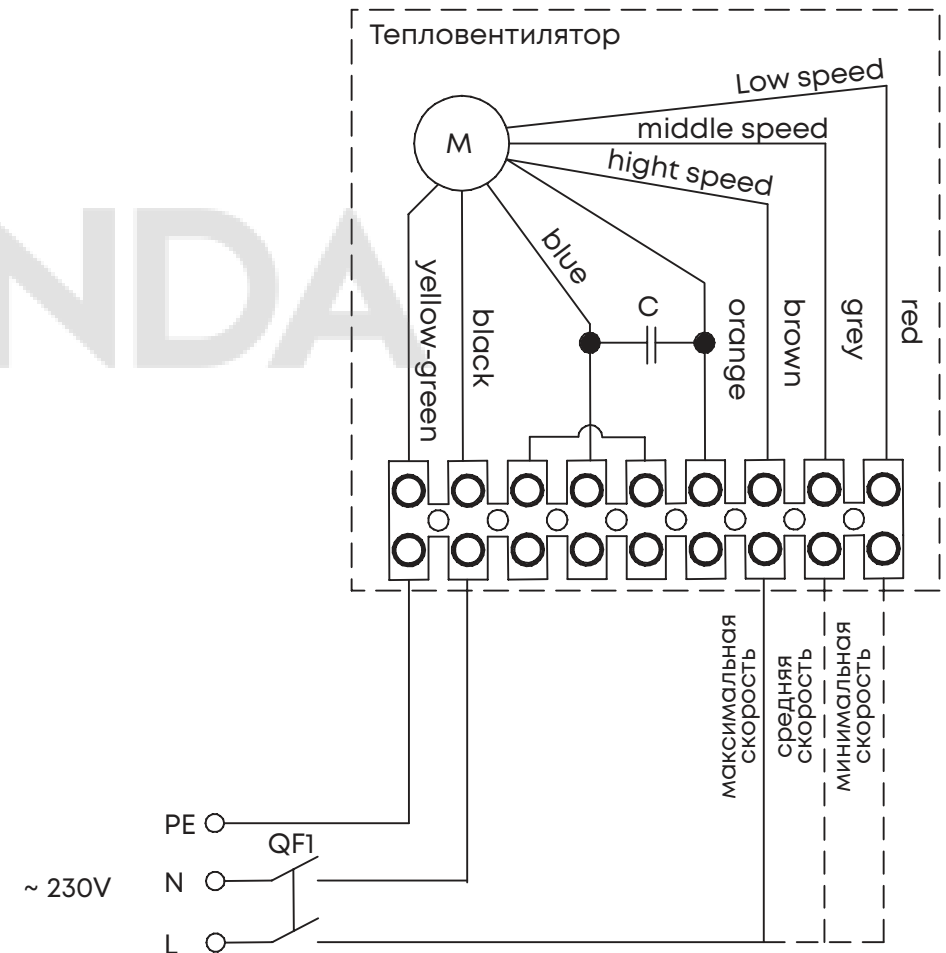 Тепловентилятор
Low speed
middle speed
hight speed
M
blue
C
yellow-green
black
orange
brown
grey
red
NDA
максимальная
скорость
средняя
скорость
минимальная
скорость
PE
QF1
~ 230V
N
L